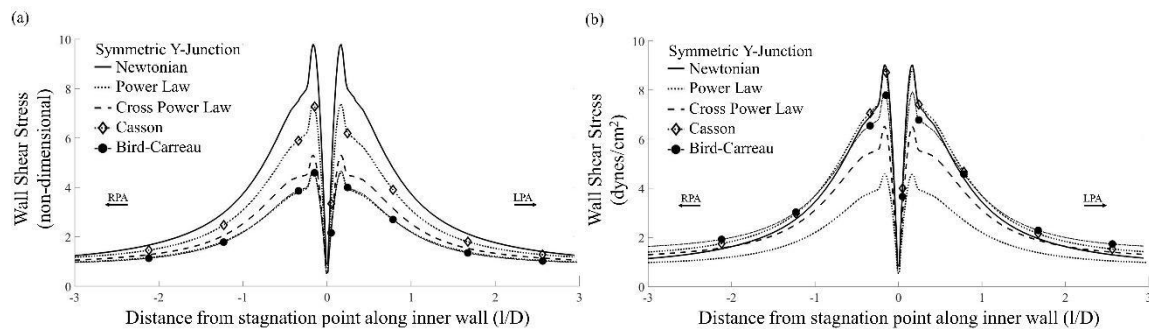 (a)
Symmetric Y-Junction
Newtonian
Power Law
Cross Power Law
Casson
Bird-Carreau
RPA
LPA
Wall Shear Stress
(non-dimensional)
10
8
6
4
2
0
-3
-2
-1
0
1
2
3
Distance from stagnation point along inner wall (l/D)
(b)
Symmetric Y-Junction
Newtonian
Power Law
Cross Power Law
Casson
Bird-Carreau
RPA
LPA
Wall Shear Stress
(dynes/cm²)
10
8
6
4
2
0
-3
-2
-1
0
1
2
3
Distance from stagnation point along inner wall (l/D)